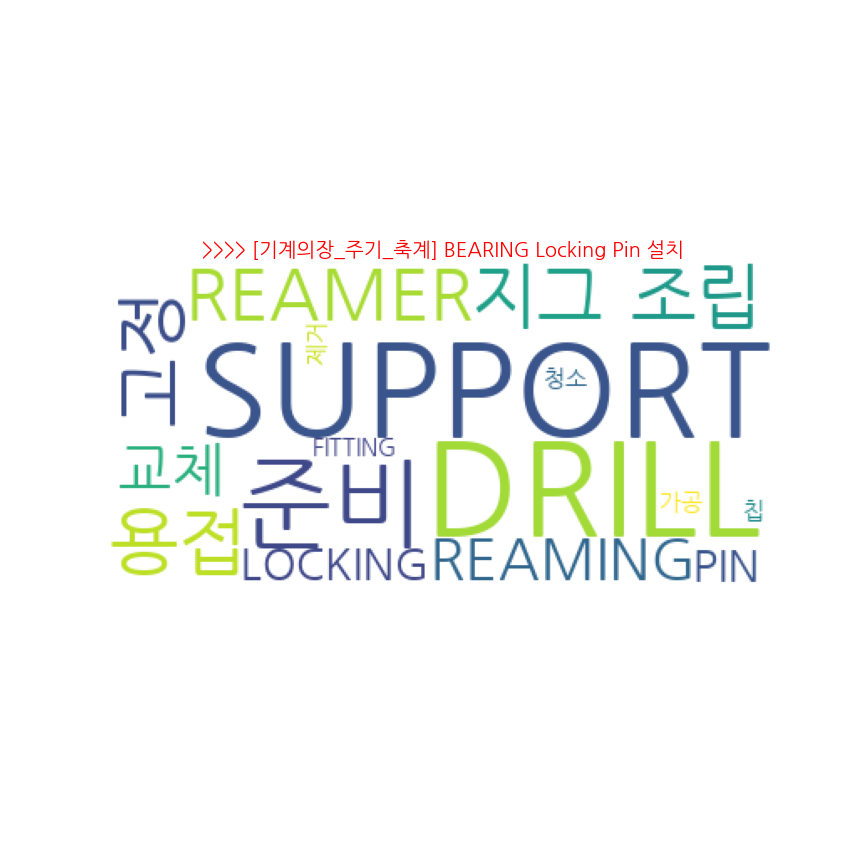 >>>> [기계의장_주기_축계] BEARING Locking Pin 설치
REAMER
지그 조립
고정
제거
SUPPORT
청소
FITTING
교체
준비
DRILL
가공
칩
용접
LOCKING
REAMING
PIN